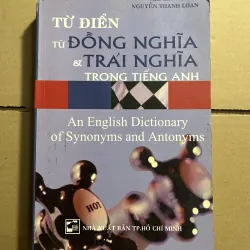 NGUYỄN THANH LOAN
TỪ ĐIỂN
TỪ ĐỒNG NGHĨA
& TRÁI NGHĨA
TRONG TIẾNG ANH
An English Dictionary
of Synonyms and Antonyms
HOT
NHÀ XUẤT BẢN TP.HỒ CHÍ MINH